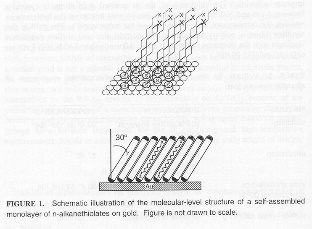 X X X X
X X X X
30°
Au
FIGURE 1. Schematic illustration of the molecular-level structure of a self-assembled
monolayer of n-alkanethiolates on gold. Figure is not drawn to scale.